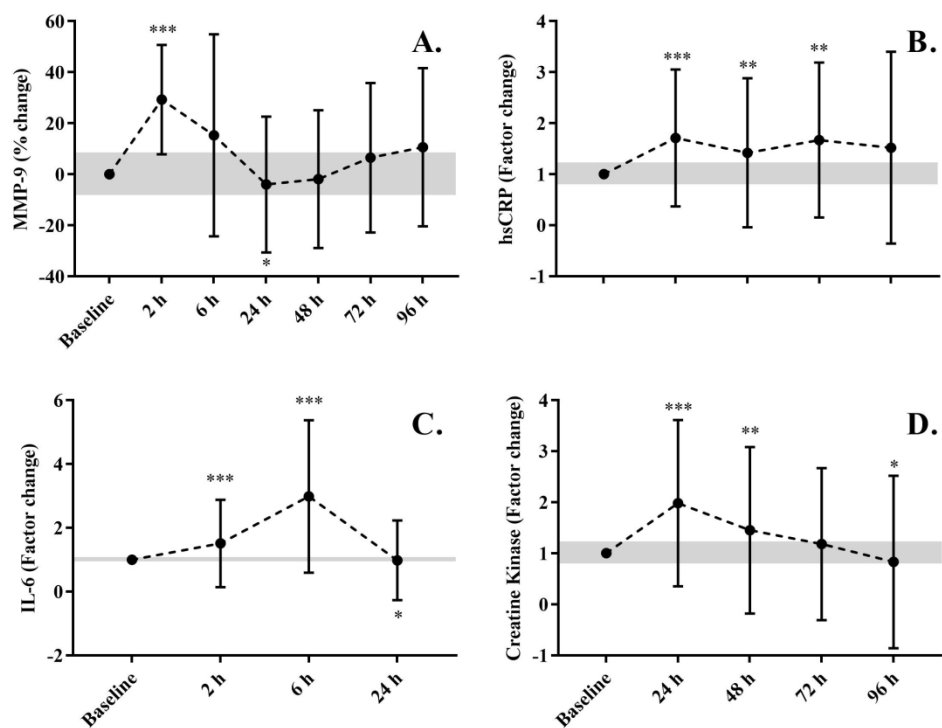 A.
MMP-9 (% change)
60
40
20
0
-20
-40
***
*
Baseline
2 h
6 h
24 h
48 h
72 h
96 h
B.
hsCRP (Factor change)
4
3
2
1
0
-1
***
**
**
C.
IL-6 (Factor change)
6
4
2
0
-2
***
***
*
Baseline
2 h
6 h
24 h
D.
Creatine Kinase (Factor change)
4
3
2
1
0
-1
***
**
*
Baseline
24 h
48 h
72 h
96 h